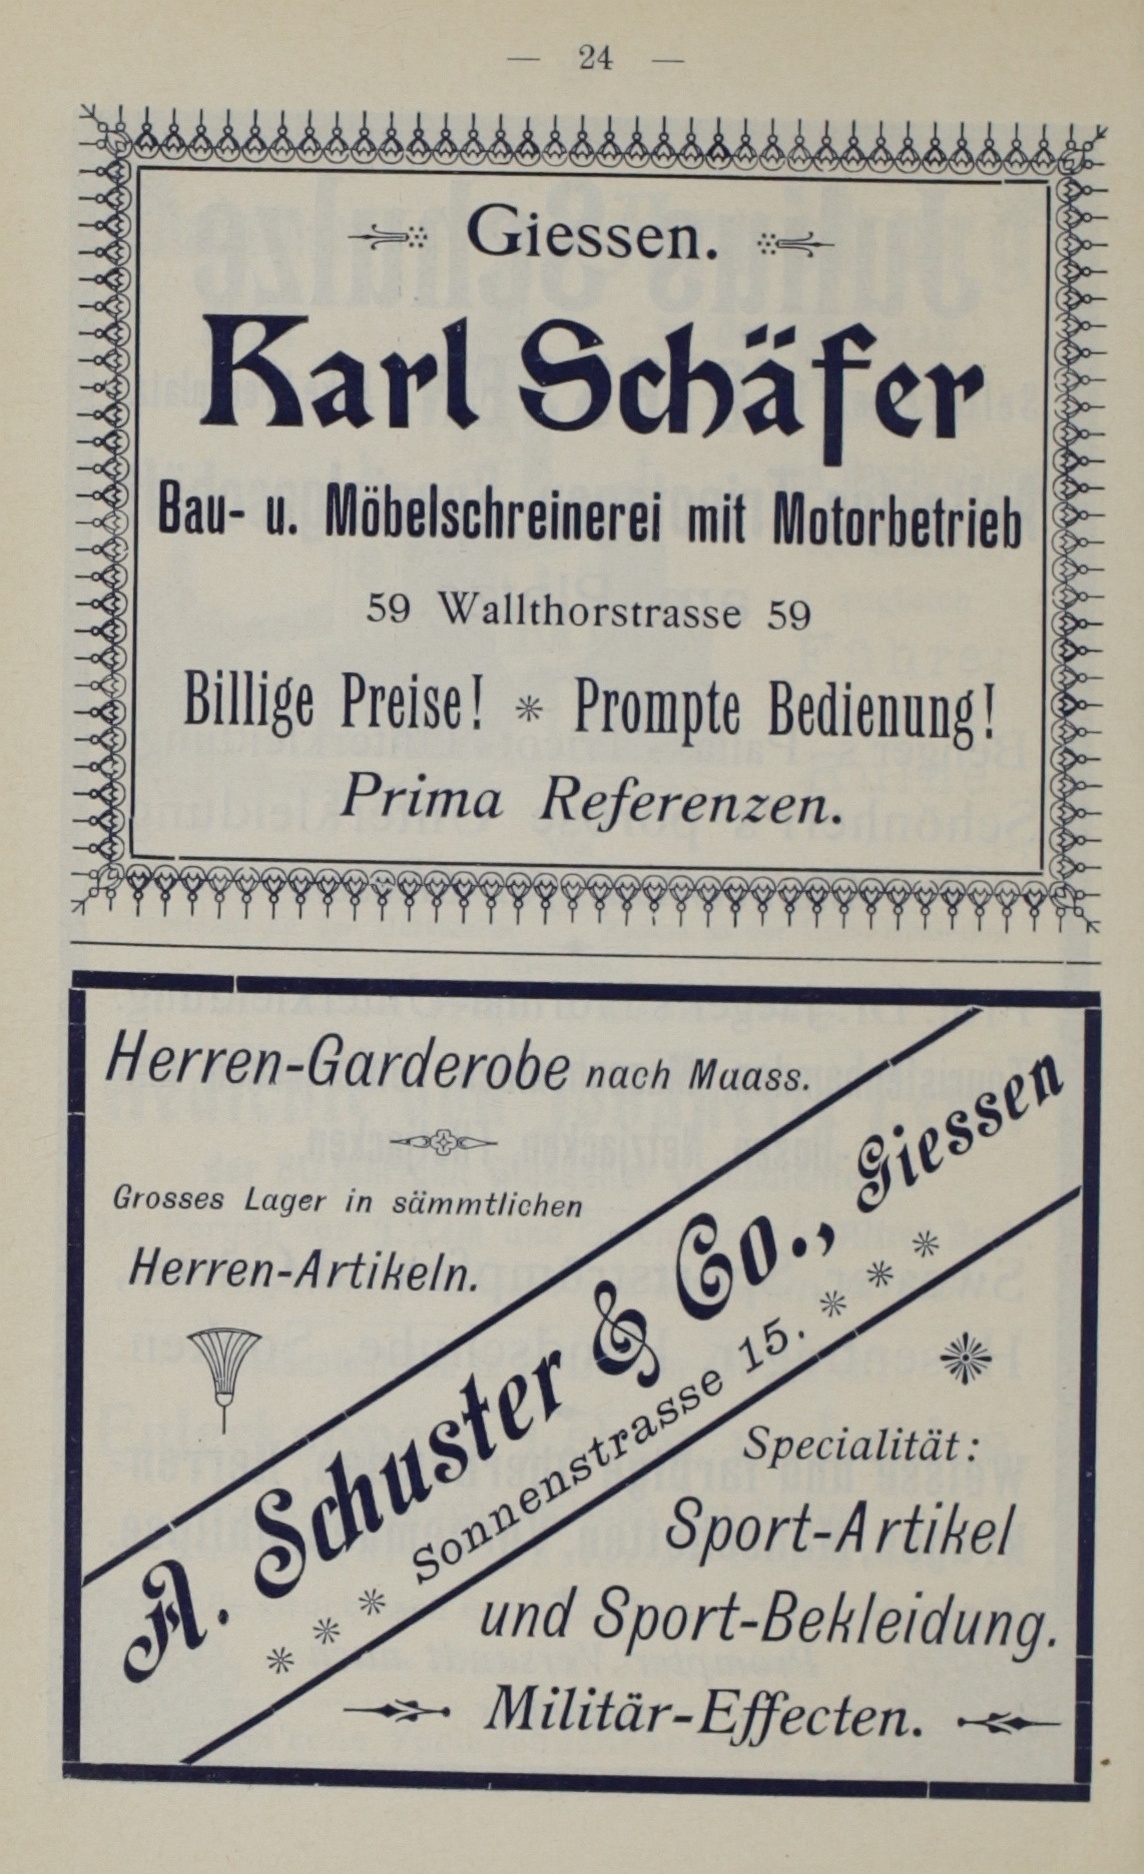 — 24 —
Giessen.
Karl Schäfer
Bau- u. Möbelschreinerei mit Motorbetrieb
59 Wallthorstrasse 59
Billige Preise! * Prompte Bedienung!
Prima Referenzen.
Herren-Garderobe nach Maass.
Grosses Lager in sämmtlichen
Herren-Artikeln.
A. Schuster & Co., Giessen
* * * Sonnenstrasse 15. * * *
Specialität:
Sport-Artikel
und Sport-Bekleidung.
Militär-Effecten.